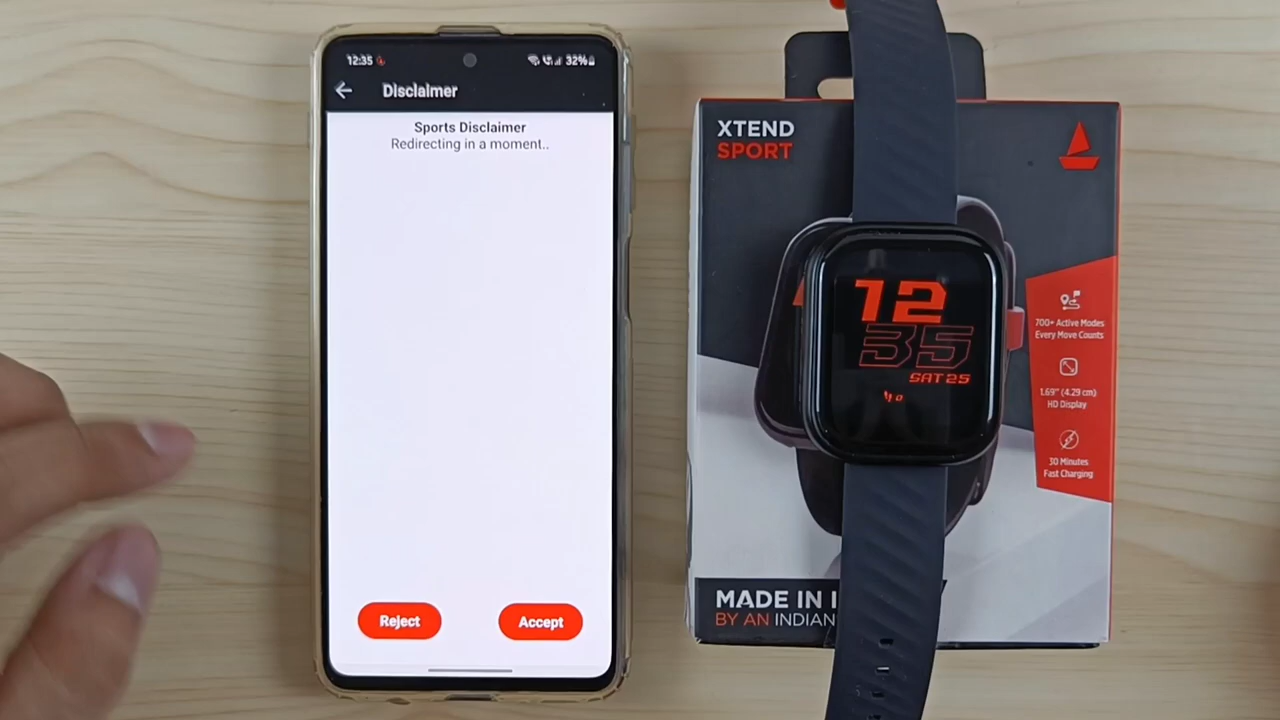 12:35
32%
Disclaimer
Sports Disclaimer
Redirecting in a moment..
Reject
Accept
XTEND
SPORT
12
35
SAT 25
700+ Active Modes
Every Move Counts
1.69" (4.29 cm)
HD Display
30 Minutes
Fast Charging
MADE IN I
BY AN INDIAN